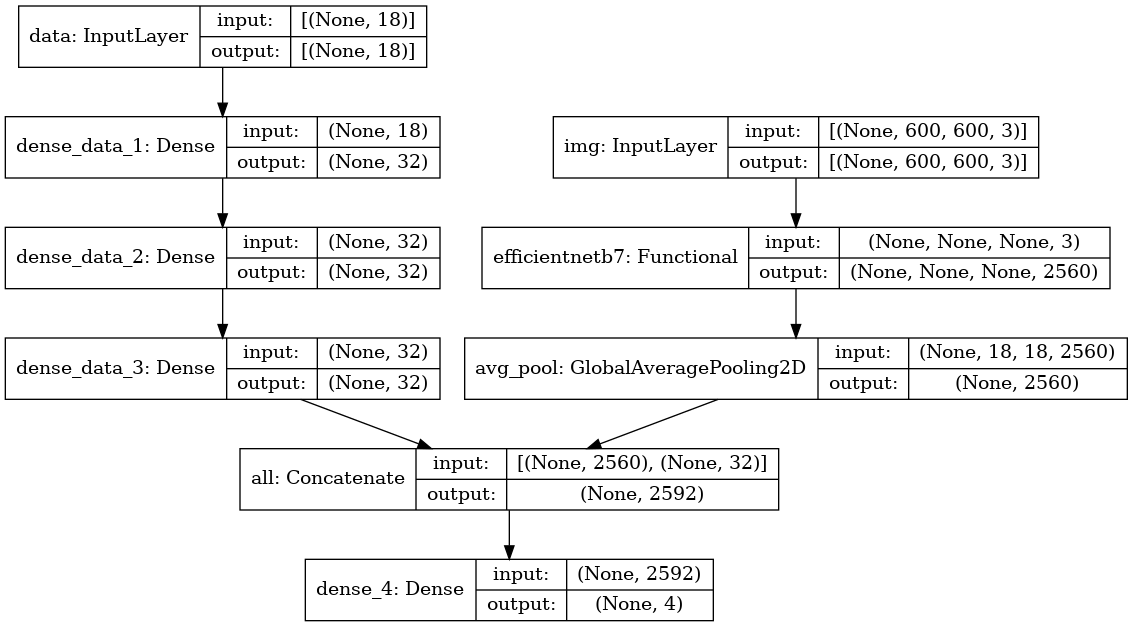 data: InputLayer
input: [(None, 18)]
output: [(None, 18)]
dense_data_1: Dense
input: (None, 18)
output: (None, 32)
img: InputLayer
input: [(None, 600, 600, 3)]
output: [(None, 600, 600, 3)]
dense_data_2: Dense
input: (None, 32)
output: (None, 32)
efficientnetb7: Functional
input: (None, None, None, 3)
output: (None, None, None, 2560)
dense_data_3: Dense
input: (None, 32)
output: (None, 32)
avg_pool: GlobalAveragePooling2D
input: (None, 18, 18, 2560)
output: (None, 2560)
all: Concatenate
input: [(None, 2560), (None, 32)]
output: (None, 2592)
dense_4: Dense
input: (None, 2592)
output: (None, 4)